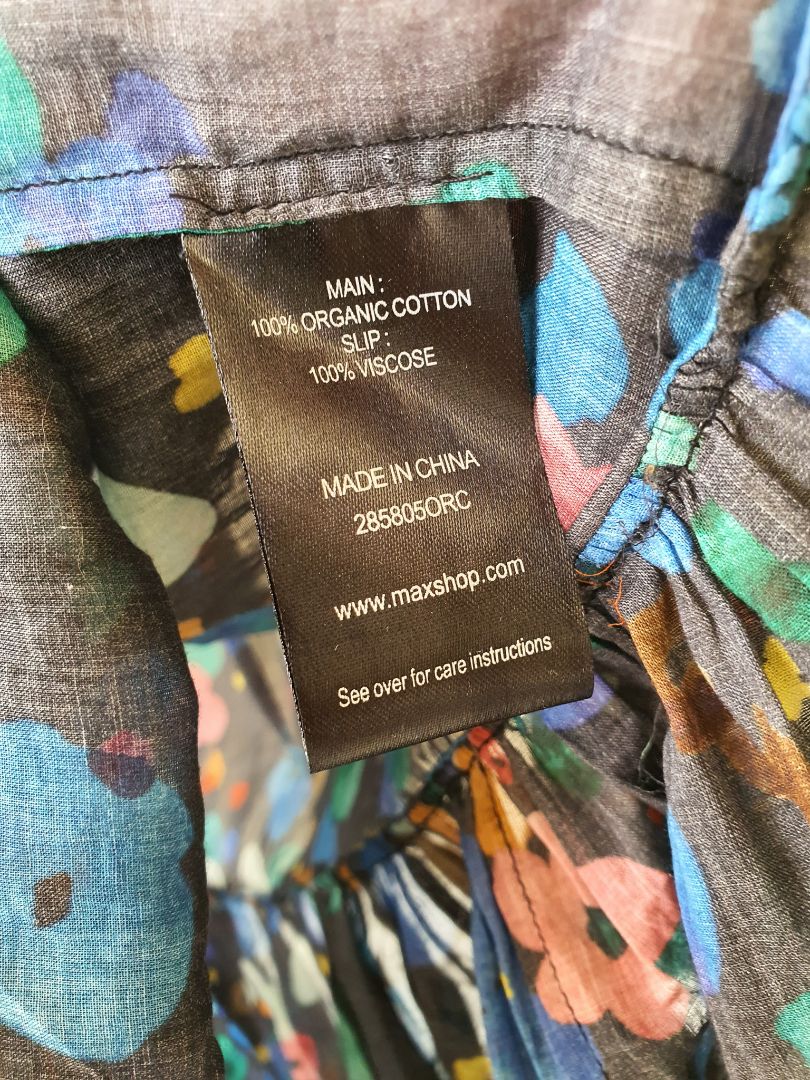 MAIN :
100% ORGANIC COTTON
SLIP :
100% VISCOSE
MADE IN CHINA
285805ORC
www.maxshop.com
See over for care instructions